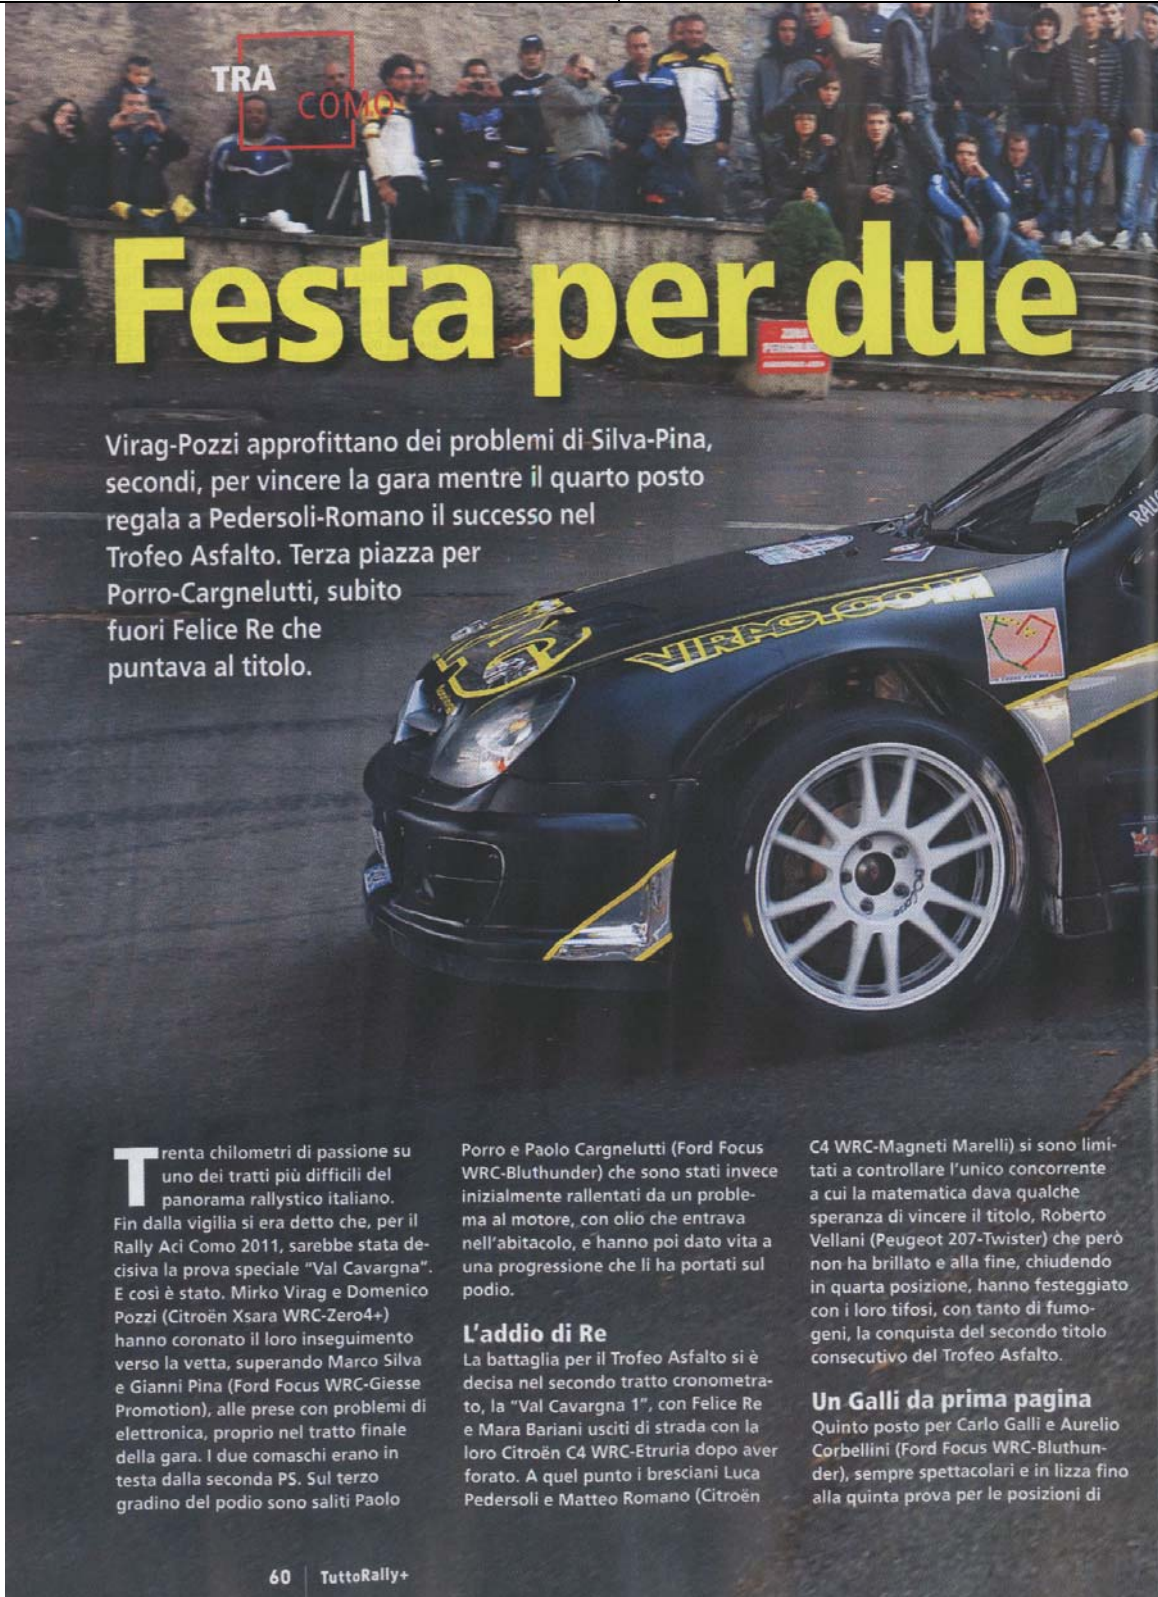 TRA
COMO
Festa per due
Virag-Pozzi approfittano dei problemi di Silva-Pina,
secondi, per vincere la gara mentre il quarto posto
regala a Pedersoli-Romano il successo nel
Trofeo Asfalto. Terza piazza per
Porro-Cargnelutti, subito
fuori Felice Re che
puntava al titolo.
VIRAG.COM
Trenta chilometri di passione su
uno dei tratti più difficili del
panorama rallystico italiano.
Fin dalla vigilia si era detto che, per il
Rally Aci Como 2011, sarebbe stata de-
cisiva la prova speciale “Val Cavargna”.
E così è stato. Mirko Virag e Domenico
Pozzi (Citroën Xsara WRC-Zero4+)
hanno coronato il loro inseguimento
verso la vetta, superando Marco Silva
e Gianni Pina (Ford Focus WRC-Giesse
Promotion), alle prese con problemi di
elettronica, proprio nel tratto finale
della gara. I due comaschi erano in
testa dalla seconda PS. Sul terzo
gradino del podio sono saliti Paolo
Porro e Paolo Cargnelutti (Ford Focus
WRC-Bluthunder) che sono stati invece
inizialmente rallentati da un proble-
ma al motore, con olio che entrava
nell’abitacolo, e hanno poi dato vita a
una progressione che li ha portati sul
podio.
L’addio di Re
La battaglia per il Trofeo Asfalto si è
decisa nel secondo tratto cronometra-
to, la “Val Cavargna 1”, con Felice Re
e Mara Bariani usciti di strada con la
loro Citroën C4 WRC-Etruria dopo aver
forato. A quel punto i bresciani Luca
Pedersoli e Matteo Romano (Citroën
C4 WRC-Magneti Marelli) si sono limi-
tati a controllare l’unico concorrente
a cui la matematica dava qualche
speranza di vincere il titolo, Roberto
Vellani (Peugeot 207-Twister) che però
non ha brillato e alla fine, chiudendo
in quarta posizione, hanno festeggiato
con i loro tifosi, con tanto di fumo-
geni, la conquista del secondo titolo
consecutivo del Trofeo Asfalto.
Un Galli da prima pagina
Quinto posto per Carlo Galli e Aurelio
Corbellini (Ford Focus WRC-Bluthun-
der), sempre spettacolari e in lizza fino
alla quinta prova per le posizioni di
60 TuttoRally+